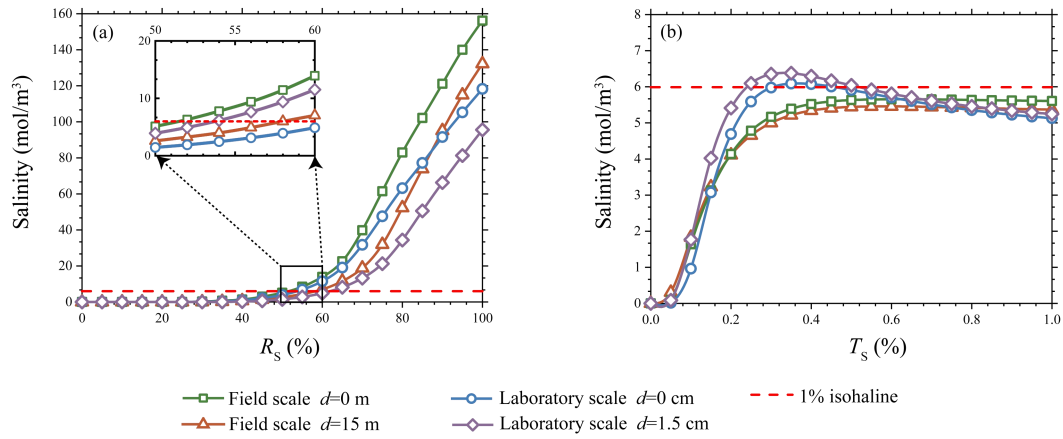 (a)
50 55 60
20
10
0
160
140
120
100
80
60
40
20
0
Salinity (mol/m³)
0 20 40 60 80 100
R_S (%)
(b)
8
7
6
5
4
3
2
1
0
Salinity (mol/m³)
0.0 0.2 0.4 0.6 0.8 1.0
T_S (%)
Field scale d=0 m
Laboratory scale d=0 cm
1% isohaline
Field scale d=15 m
Laboratory scale d=1.5 cm